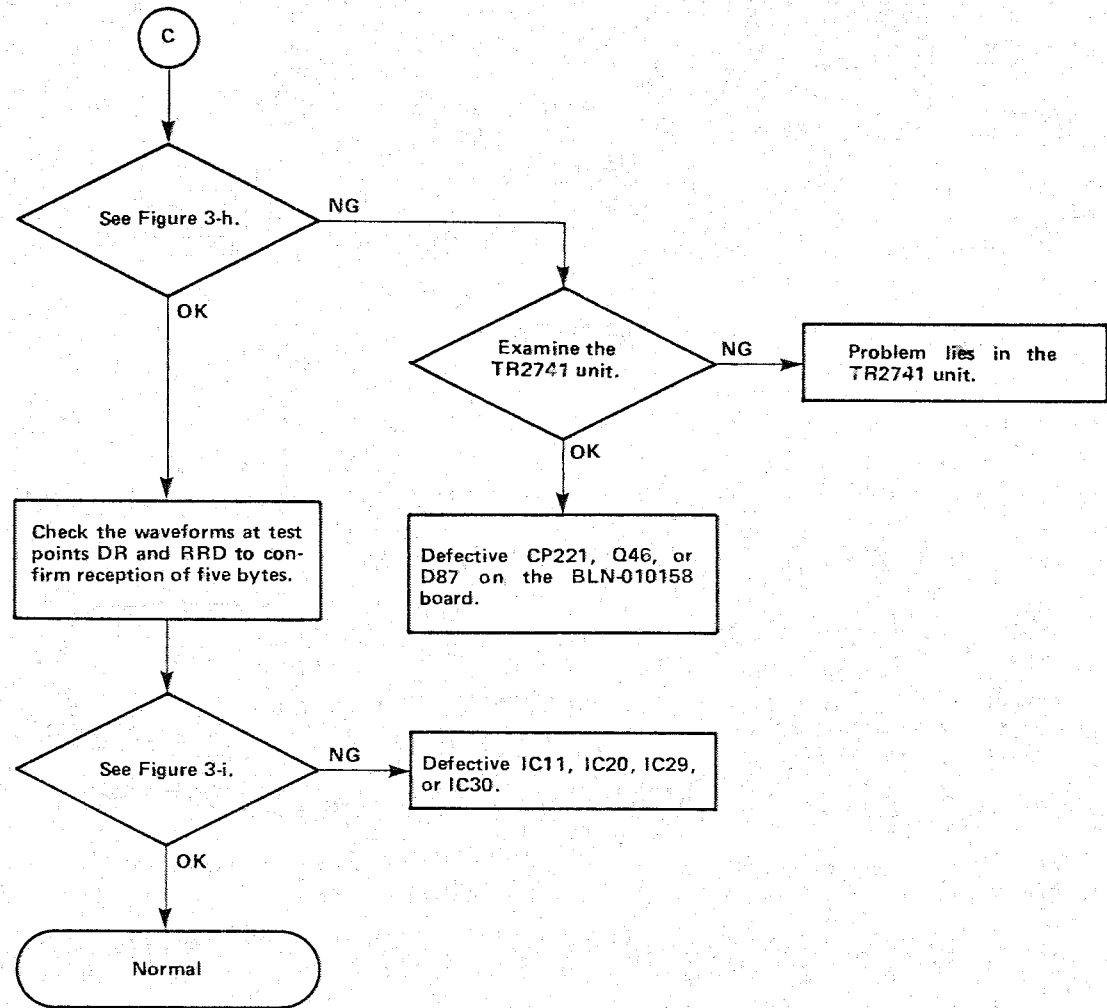 C
See Figure 3-h.
NG
OK
Examine the
TR2741 unit.
NG
Problem lies in the
TR2741 unit.
OK
Check the waveforms at test
points DR and RRD to con-
firm reception of five bytes.
Defective CP221, Q46, or
D87 on the BLN-010158
board.
See Figure 3-i.
NG
Defective IC11, IC20, IC29,
or IC30.
OK
Normal